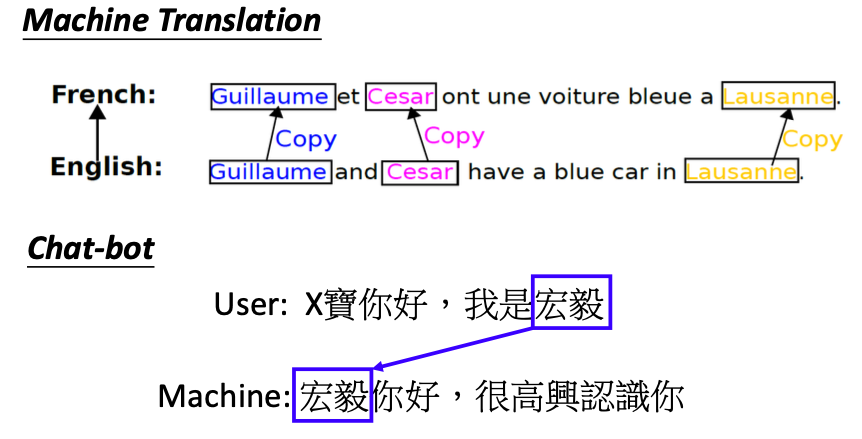 Machine Translation
French: Guillaume et Cesar ont une voiture bleue a Lausanne.
Copy Copy Copy
English: Guillaume and Cesar have a blue car in Lausanne.
Chat-bot
User: X寶你好，我是宏毅
Machine: 宏毅你好，很高興認識你